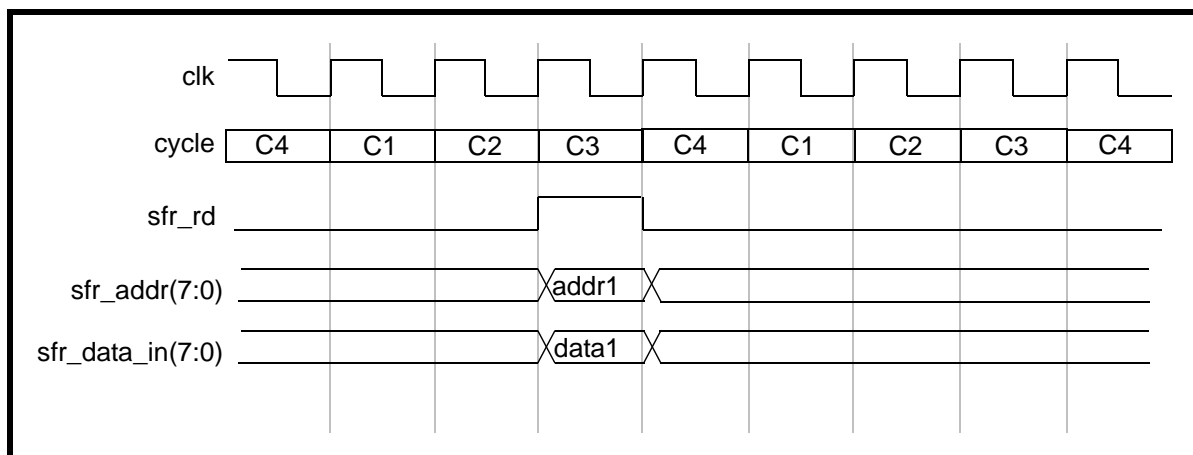 clk
cycle C4 C1 C2 C3 C4 C1 C2 C3 C4
sfr_rd
sfr_addr(7:0) addr1
sfr_data_in(7:0) data1